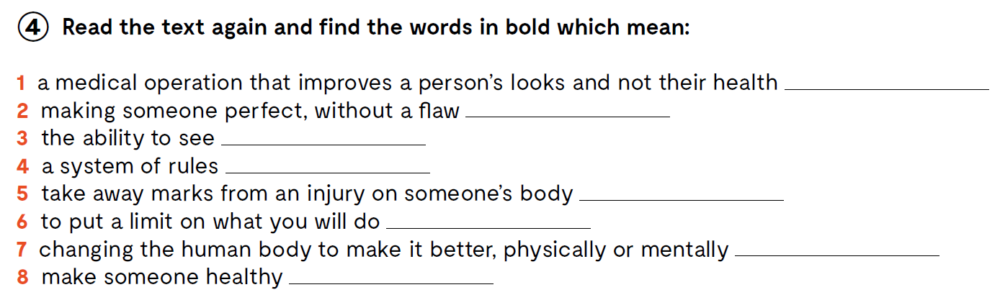 4 Read the text again and find the words in bold which mean:
1 a medical operation that improves a person's looks and not their health
2 making someone perfect, without a flaw
3 the ability to see
4 a system of rules
5 take away marks from an injury on someone's body
6 to put a limit on what you will do
7 changing the human body to make it better, physically or mentally
8 make someone healthy